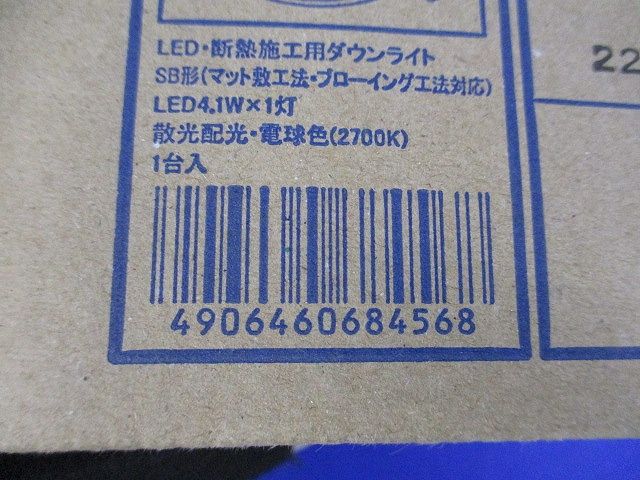 LED・断熱施工用ダウンライト
SB形(マット敷工法・ブローイング工法対応)
LED4.1W×1灯
散光配光・電球色(2700K)
1台入
4906460684568
22